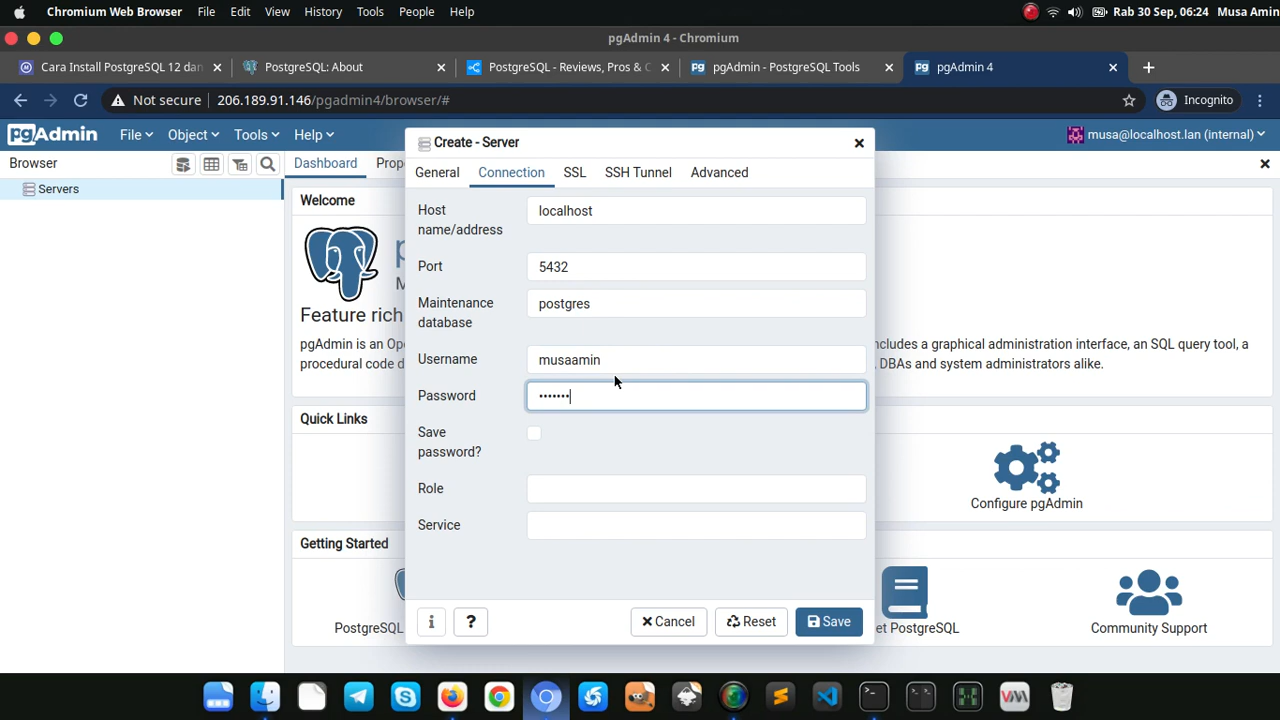 Chromium Web Browser File Edit View History Tools People Help Rab 30 Sep, 06:24 Musa Amin
pgAdmin 4 - Chromium
Cara Install PostgreSQL 12 dan PostgreSQL: About PostgreSQL - Reviews, Pros & C pgAdmin - PostgreSQL Tools pgAdmin 4
Not secure 206.189.91.146/pgadmin4/browser/# Incognito
pgAdmin File Object Tools Help musa@localhost.lan (internal)
Browser Dashboard Prop
Servers
Welcome
p
M
Feature rich
pgAdmin is an Op
procedural code d
cludes a graphical administration interface, an SQL query tool, a
DBAs and system administrators alike.
Quick Links
Configure pgAdmin
Getting Started
PostgreSQL
et PostgreSQL
Community Support
Create - Server
General Connection SSL SSH Tunnel Advanced
Host name/address
localhost
Port
5432
Maintenance database
postgres
Username
musaamin
Password
•••••••
Save
password?
Role
Service
i ? Cancel Reset Save